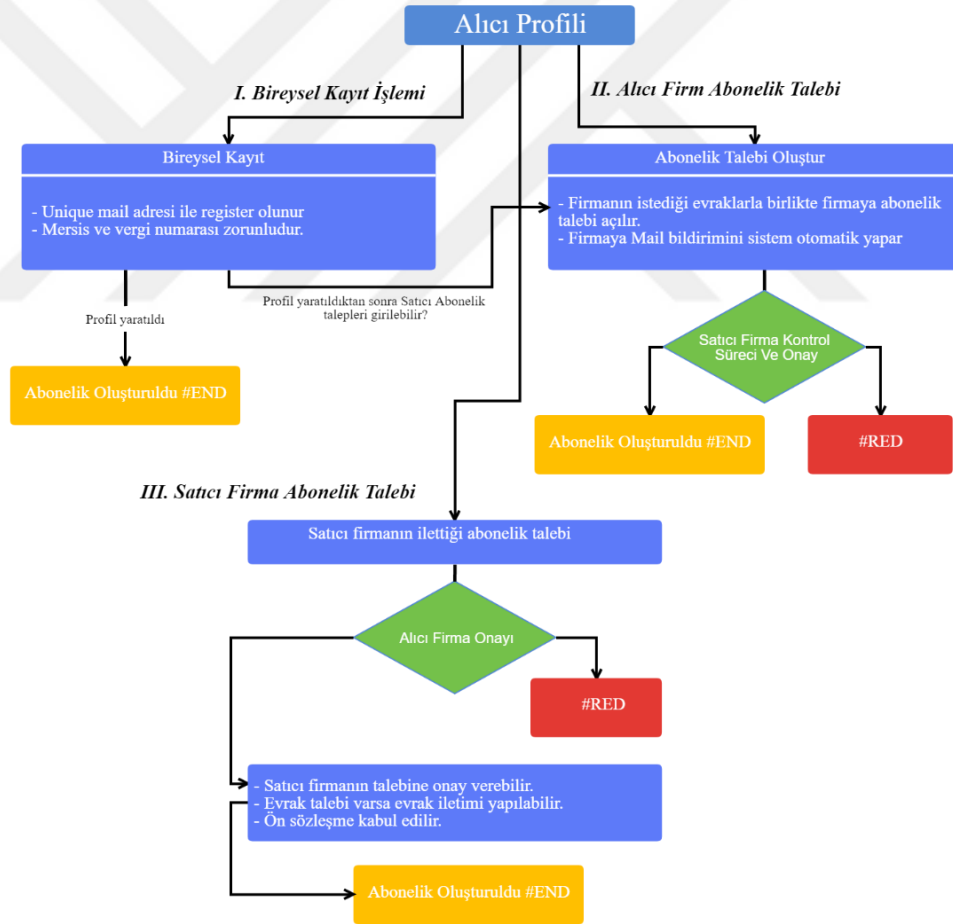 Alıcı Profili
I. Bireysel Kayıt İşlemi
II. Alıcı Firm Abonelik Talebi
Bireysel Kayıt
- Unique mail adresi ile register olunur
- Mersis ve vergi numarası zorunludur.
Abonelik Talebi Oluştur
- Firmanın istediği evraklarla birlikte firmaya abonelik
talebi açılır.
- Firmaya Mail bildirimini sistem otomatik yapar
Profil yaratıldıktan sonra Satıcı Abonelik
talepleri girilebilir?
Profil yaratıldı
Satıcı Firma Kontrol
Süreci Ve Onay
Abonelik Oluşturuldu #END
Abonelik Oluşturuldu #END
#RED
III. Satıcı Firma Abonelik Talebi
Satıcı firmanın ilettiği abonelik talebi
Alıcı Firma Onayı
#RED
- Satıcı firmanın talebine onay verebilir.
- Evrak talebi varsa evrak iletimi yapılabilir.
- Ön sözleşme kabul edilir.
Abonelik Oluşturuldu #END